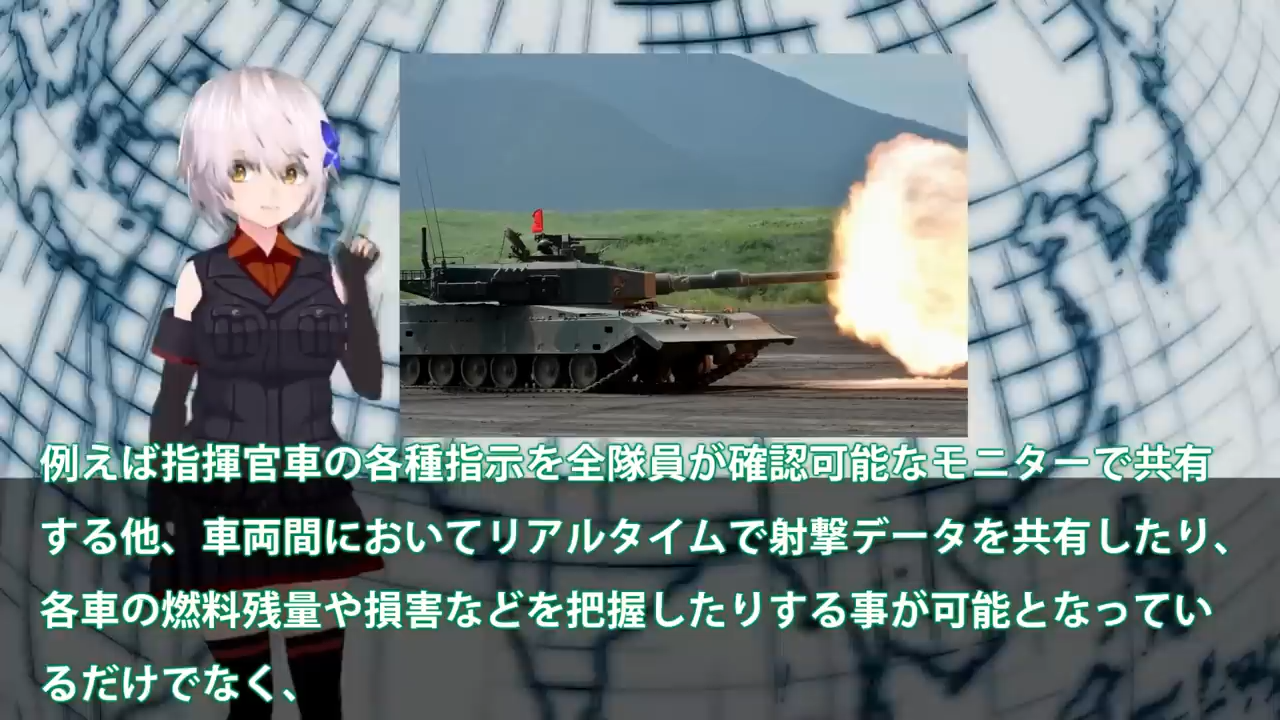 例えば指揮官車の各種指示を全隊員が確認可能なモニターで共有
する他、車両間においてリアルタイムで射撃データを共有したり、
各車の燃料残量や損害などを把握したりする事が可能となってい
るだけでなく、